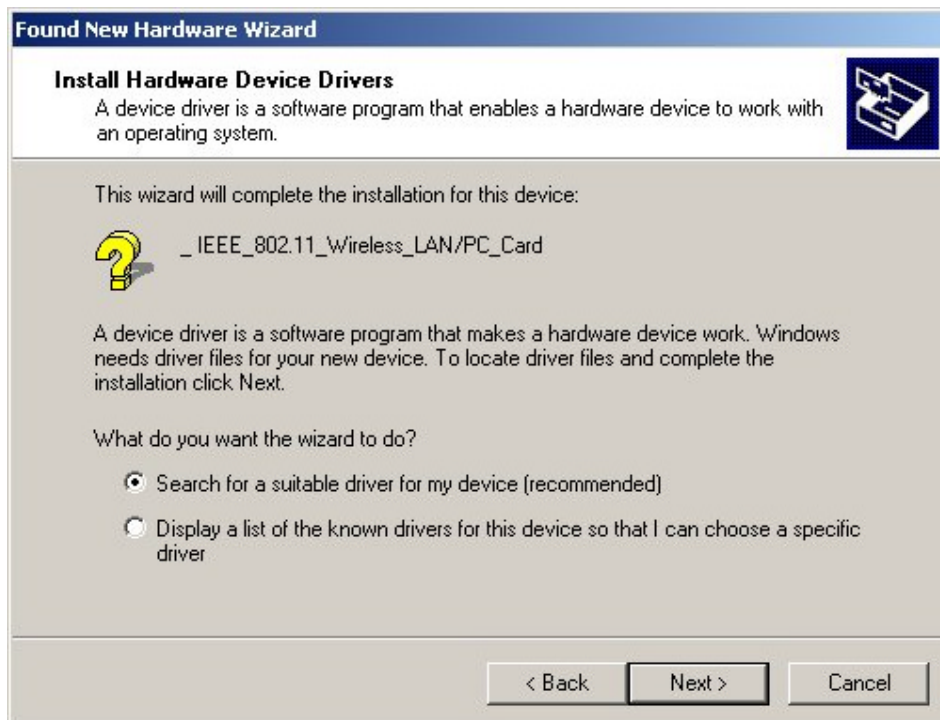 Found New Hardware Wizard
Install Hardware Device Drivers
A device driver is a software program that enables a hardware device to work with
an operating system.
This wizard will complete the installation for this device:
_ IEEE_802.11_Wireless_LAN/PC_Card
A device driver is a software program that makes a hardware device work. Windows
needs driver files for your new device. To locate driver files and complete the
installation click Next.
What do you want the wizard to do?
Search for a suitable driver for my device (recommended)
Display a list of the known drivers for this device so that I can choose a specific
driver
< Back
Next >
Cancel